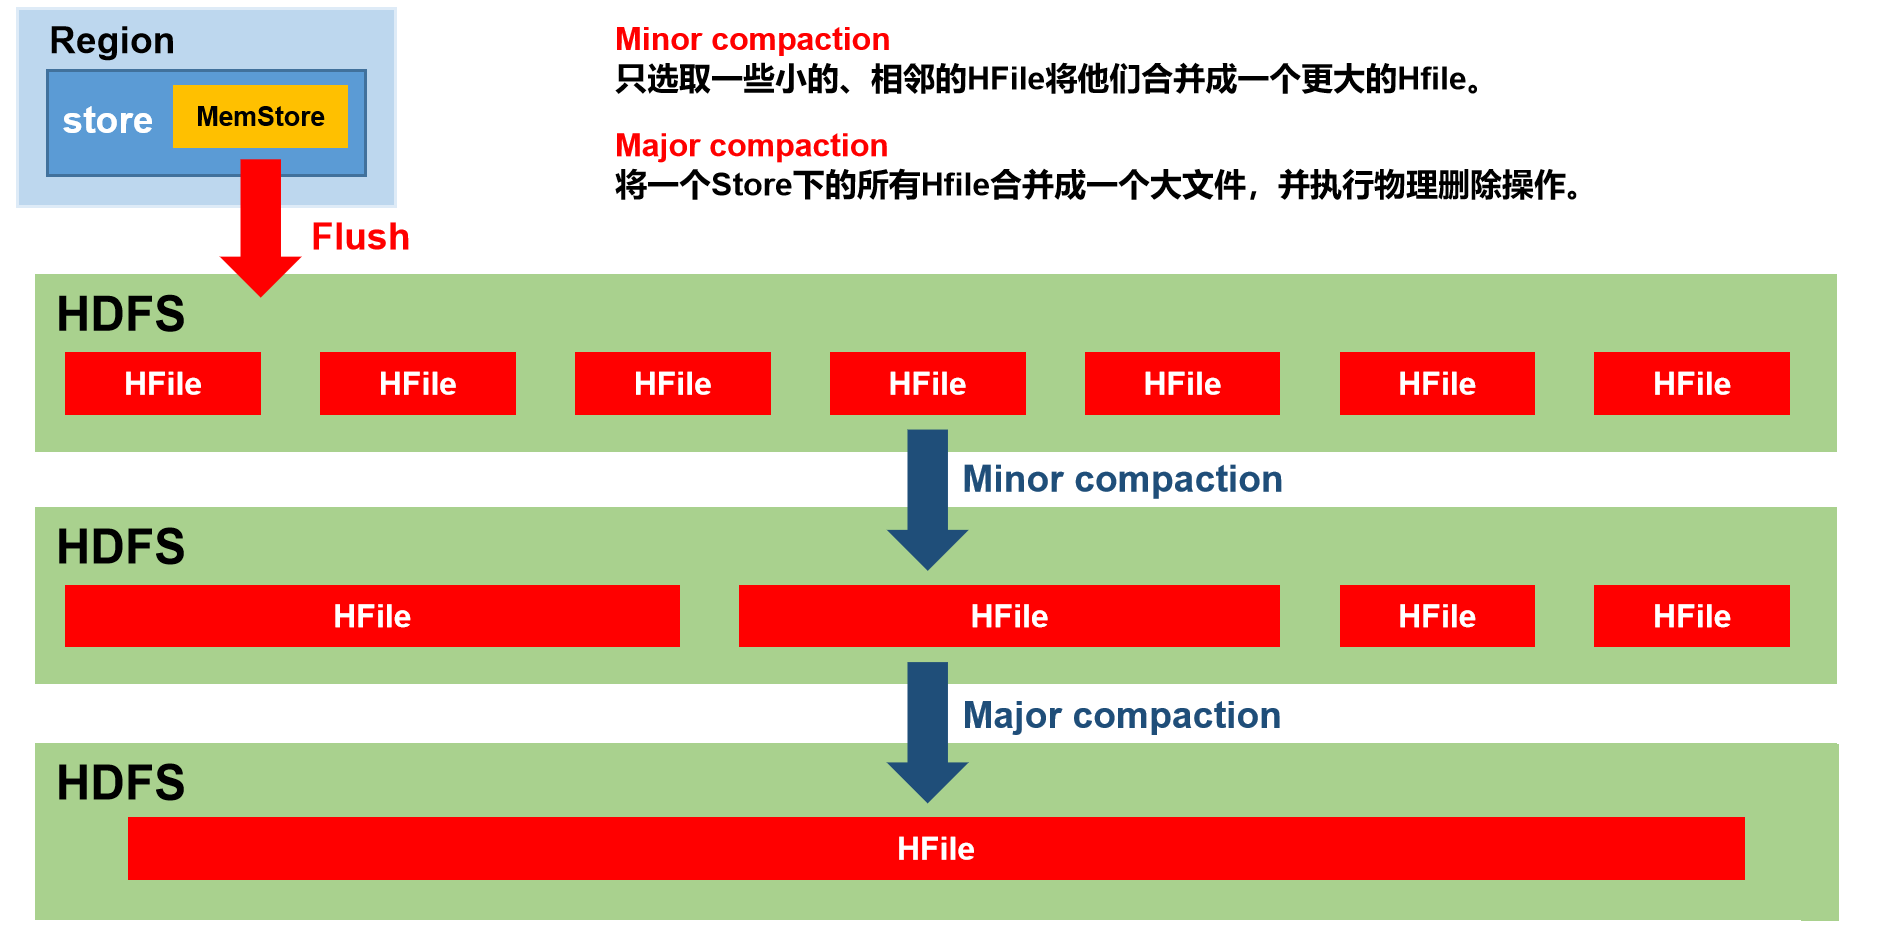 Region
store
MemStore
Minor compaction
只选取一些小的、相邻的HFile将他们合并成一个更大的Hfile。
Major compaction
将一个Store下的所有Hfile合并成一个大文件，并执行物理删除操作。
Flush
HDFS
HFile HFile HFile HFile HFile HFile HFile
Minor compaction
HDFS
HFile HFile HFile HFile
Major compaction
HDFS
HFile